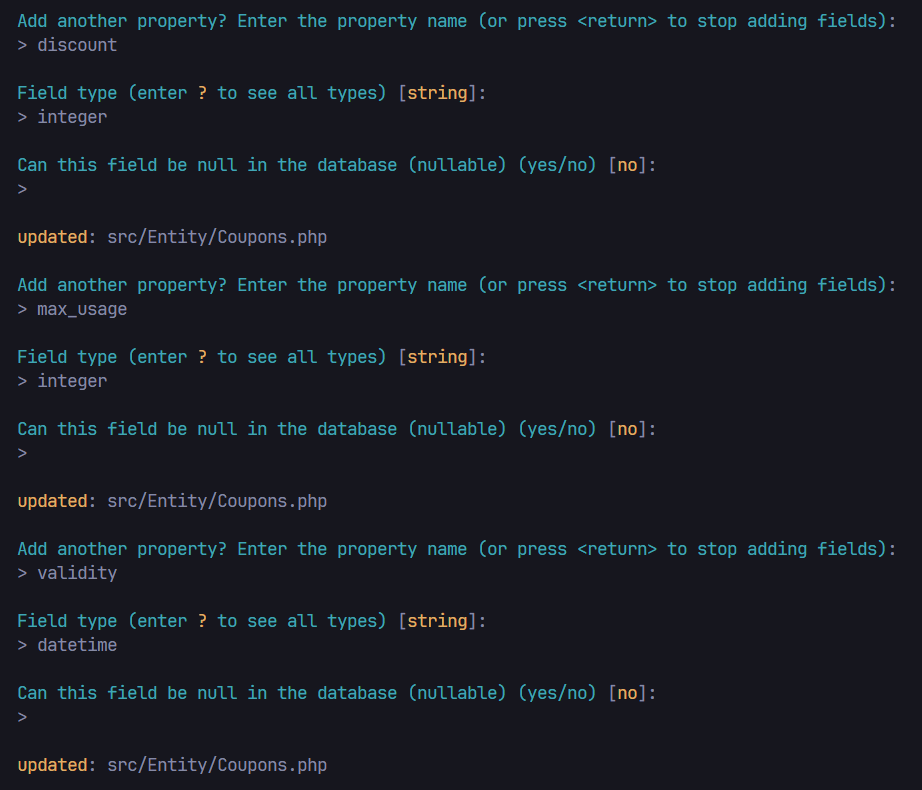 Add another property? Enter the property name (or press <return> to stop adding fields):
> discount
Field type (enter ? to see all types) [string]:
> integer
Can this field be null in the database (nullable) (yes/no) [no]:
>
updated: src/Entity/Coupons.php
Add another property? Enter the property name (or press <return> to stop adding fields):
> max_usage
Field type (enter ? to see all types) [string]:
> integer
Can this field be null in the database (nullable) (yes/no) [no]:
>
updated: src/Entity/Coupons.php
Add another property? Enter the property name (or press <return> to stop adding fields):
> validity
Field type (enter ? to see all types) [string]:
> datetime
Can this field be null in the database (nullable) (yes/no) [no]:
>
updated: src/Entity/Coupons.php